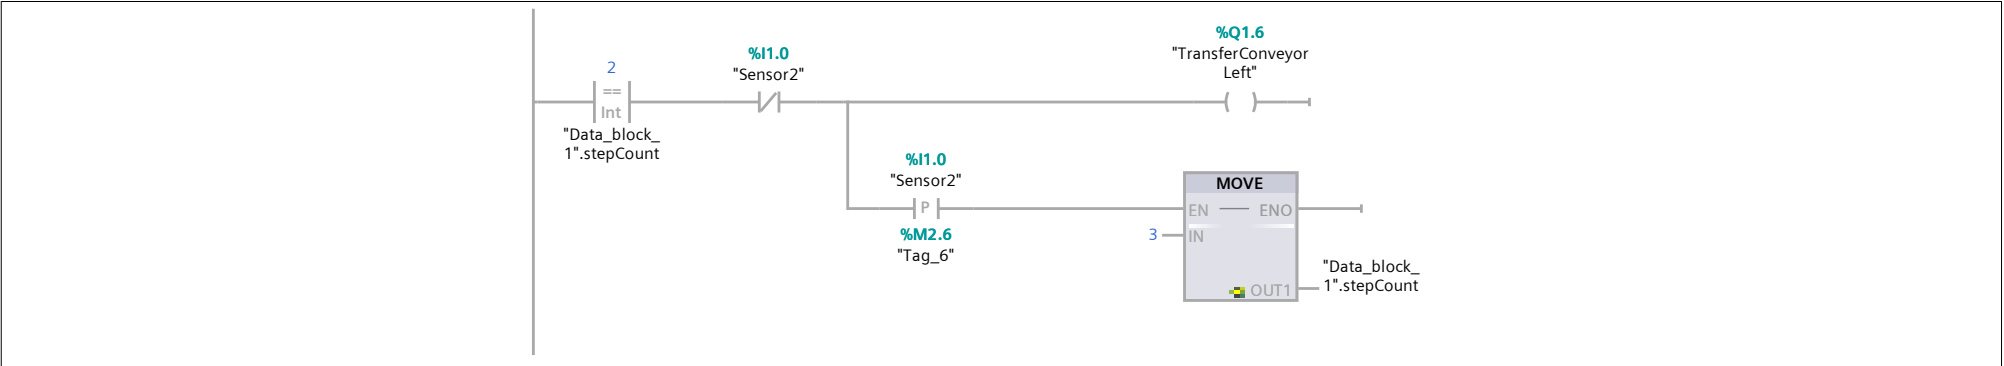 %Q1.6
"TransferConveyor
Left"
%I1.0
"Sensor2"
2
==
Int
"Data_block_
1".stepCount
%I1.0
"Sensor2"
P
%M2.6
"Tag_6"
MOVE
EN
ENO
3
IN
OUT1
"Data_block_
1".stepCount